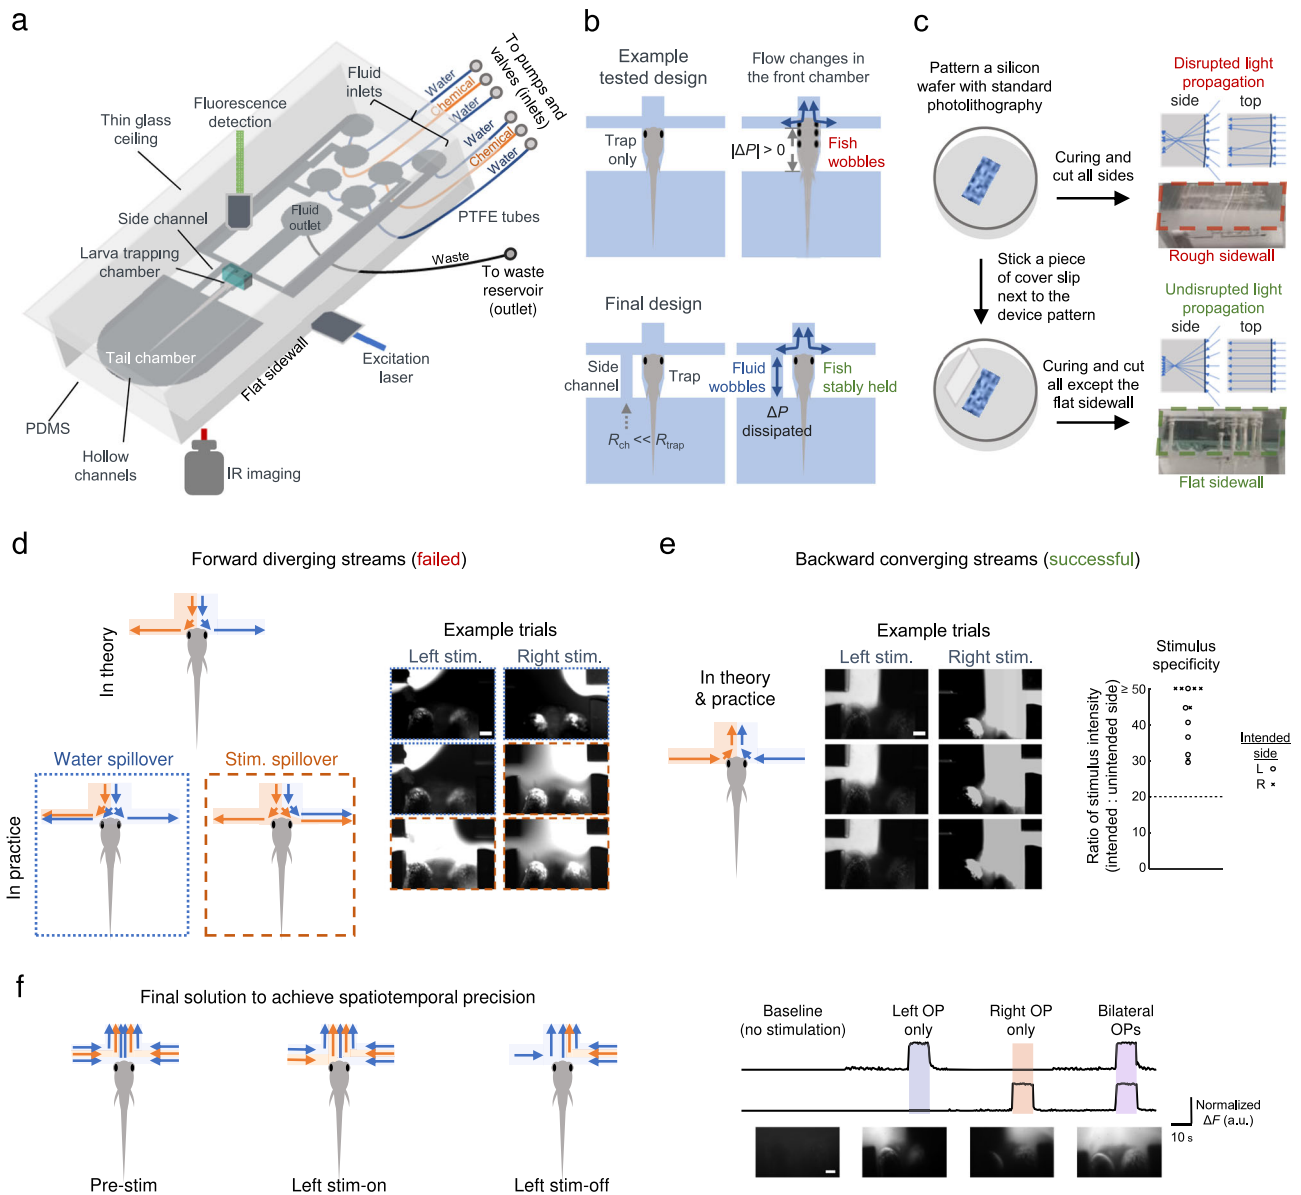 a
Thin glass
ceiling
Fluorescence
detection
Fluid
inlets
Water
Chemical
Water
Water
Chemical
Water
To pumps and
valves (inlets)
PTFE tubes
Side channel
Fluid
outlet
Larva trapping
chamber
Waste
To waste
reservoir
(outlet)
Tail chamber
Flat sidewall
Excitation
laser
PDMS
Hollow
channels
IR imaging
b
Example
tested design
Flow changes in
the front chamber
Trap
only
|ΔP| > 0
Fish
wobbles
Final design
Side
channel
Trap
Rch << Rtrap
Fluid
wobbles
Fish
stably held
ΔP
dissipated
c
Pattern a silicon
wafer with standard
photolithography
Curing and
cut all sides
Disrupted light
propagation
side
top
Rough sidewall
Stick a piece
of cover slip
next to the
device pattern
Undisrupted light
propagation
side
top
Curing and cut
all except the
flat sidewall
Flat sidewall
d
Forward diverging streams (failed)
In theory
Example trials
Left stim.
Right stim.
In practice
Water spillover
Stim. spillover
e
Backward converging streams (successful)
In theory
& practice
Example trials
Left stim.
Right stim.
Stimulus
specificity
Ratio of stimulus intensity
(intended : unintended side)
≥ 50
40
30
20
10
0
Intended
side
L
R
f
Final solution to achieve spatiotemporal precision
Pre-stim
Left stim-on
Left stim-off
Baseline
(no stimulation)
Left OP
only
Right OP
only
Bilateral
OPs
Normalized
ΔF (a.u.)
10 s